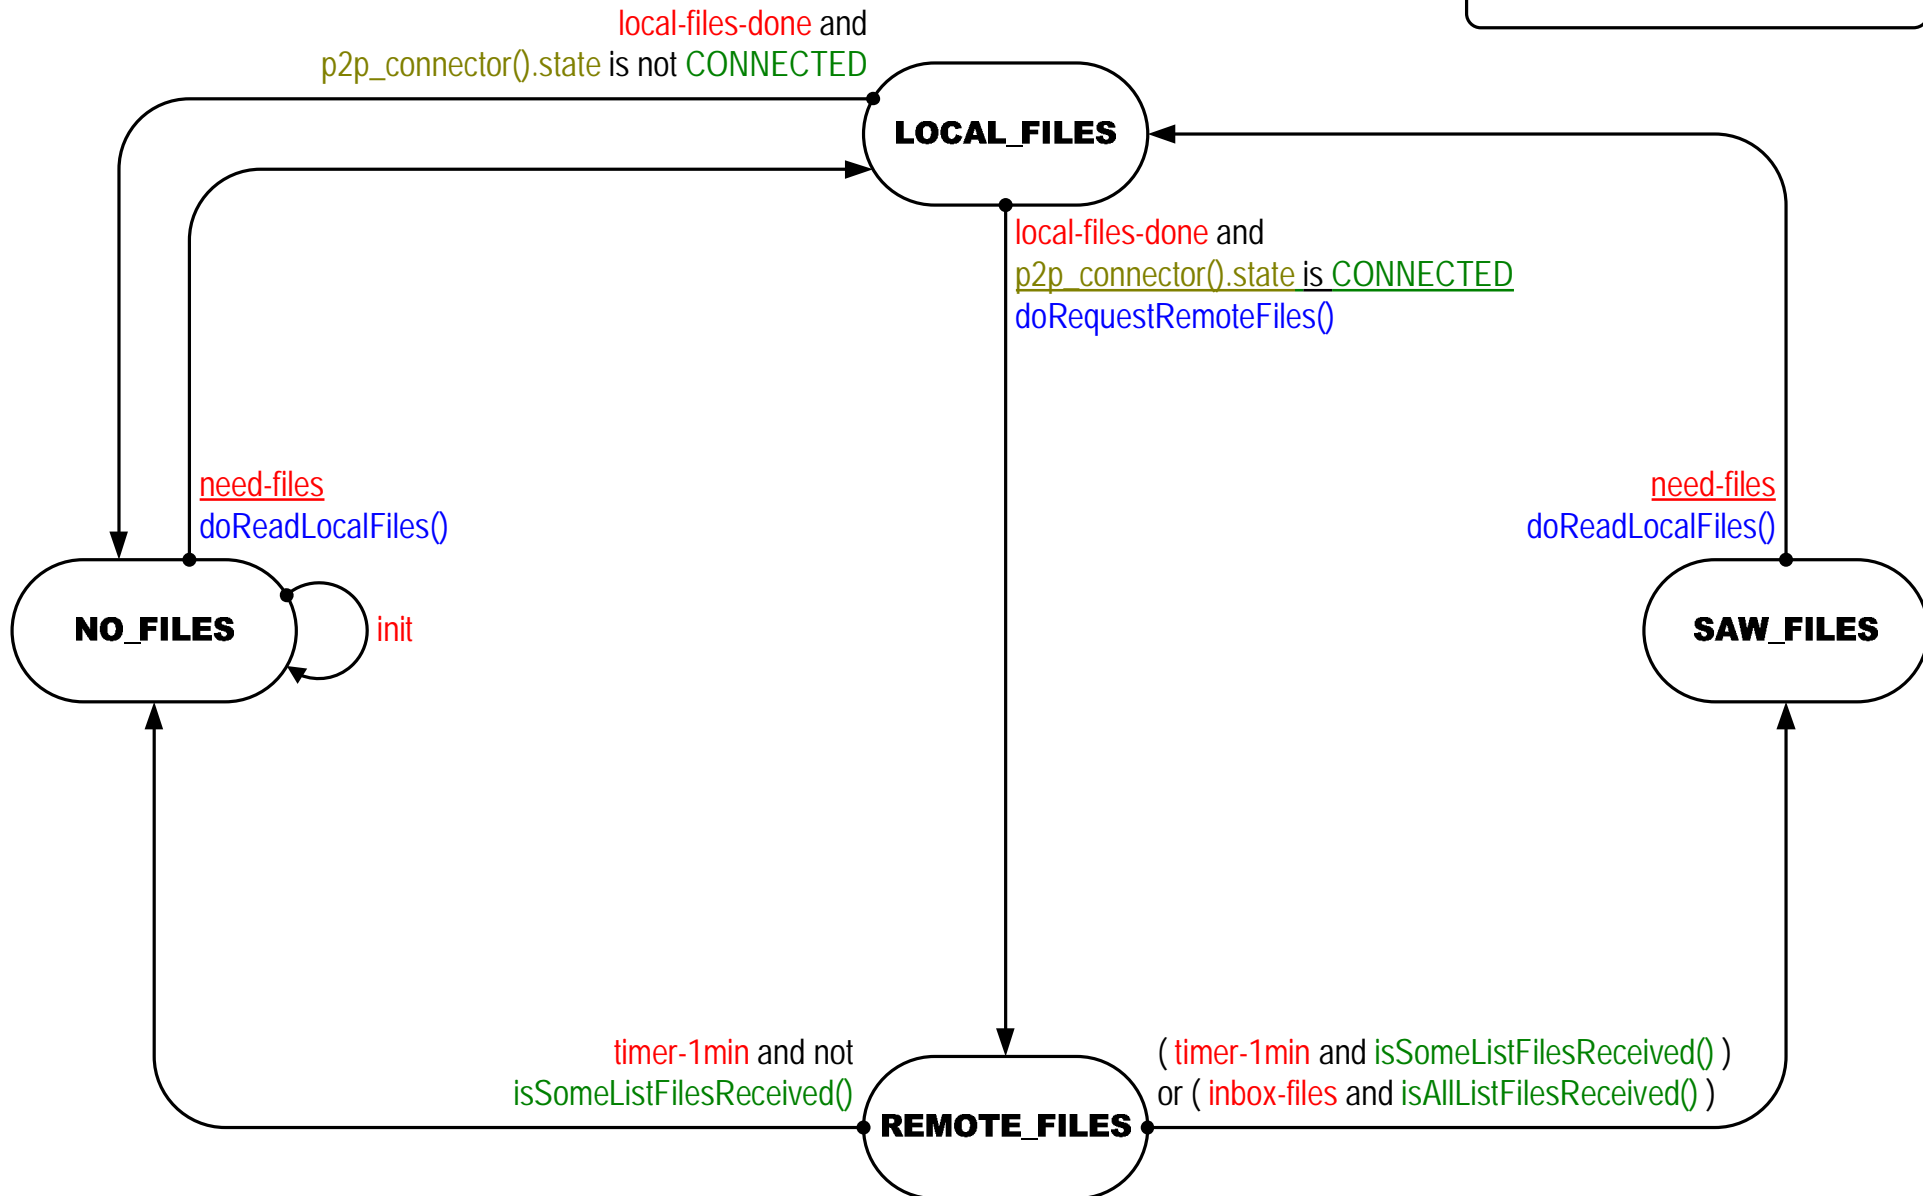 local-files-done and
p2p_connector().state is not CONNECTED
LOCAL_FILES
local-files-done and
p2p_connector().state is CONNECTED
doRequestRemoteFiles()
need-files
doReadLocalFiles()
need-files
doReadLocalFiles()
NO_FILES
init
SAW_FILES
timer-1min and not
isSomeListFilesReceived()
( timer-1min and isSomeListFilesReceived() )
or ( inbox-files and isAllListFilesReceived() )
REMOTE_FILES